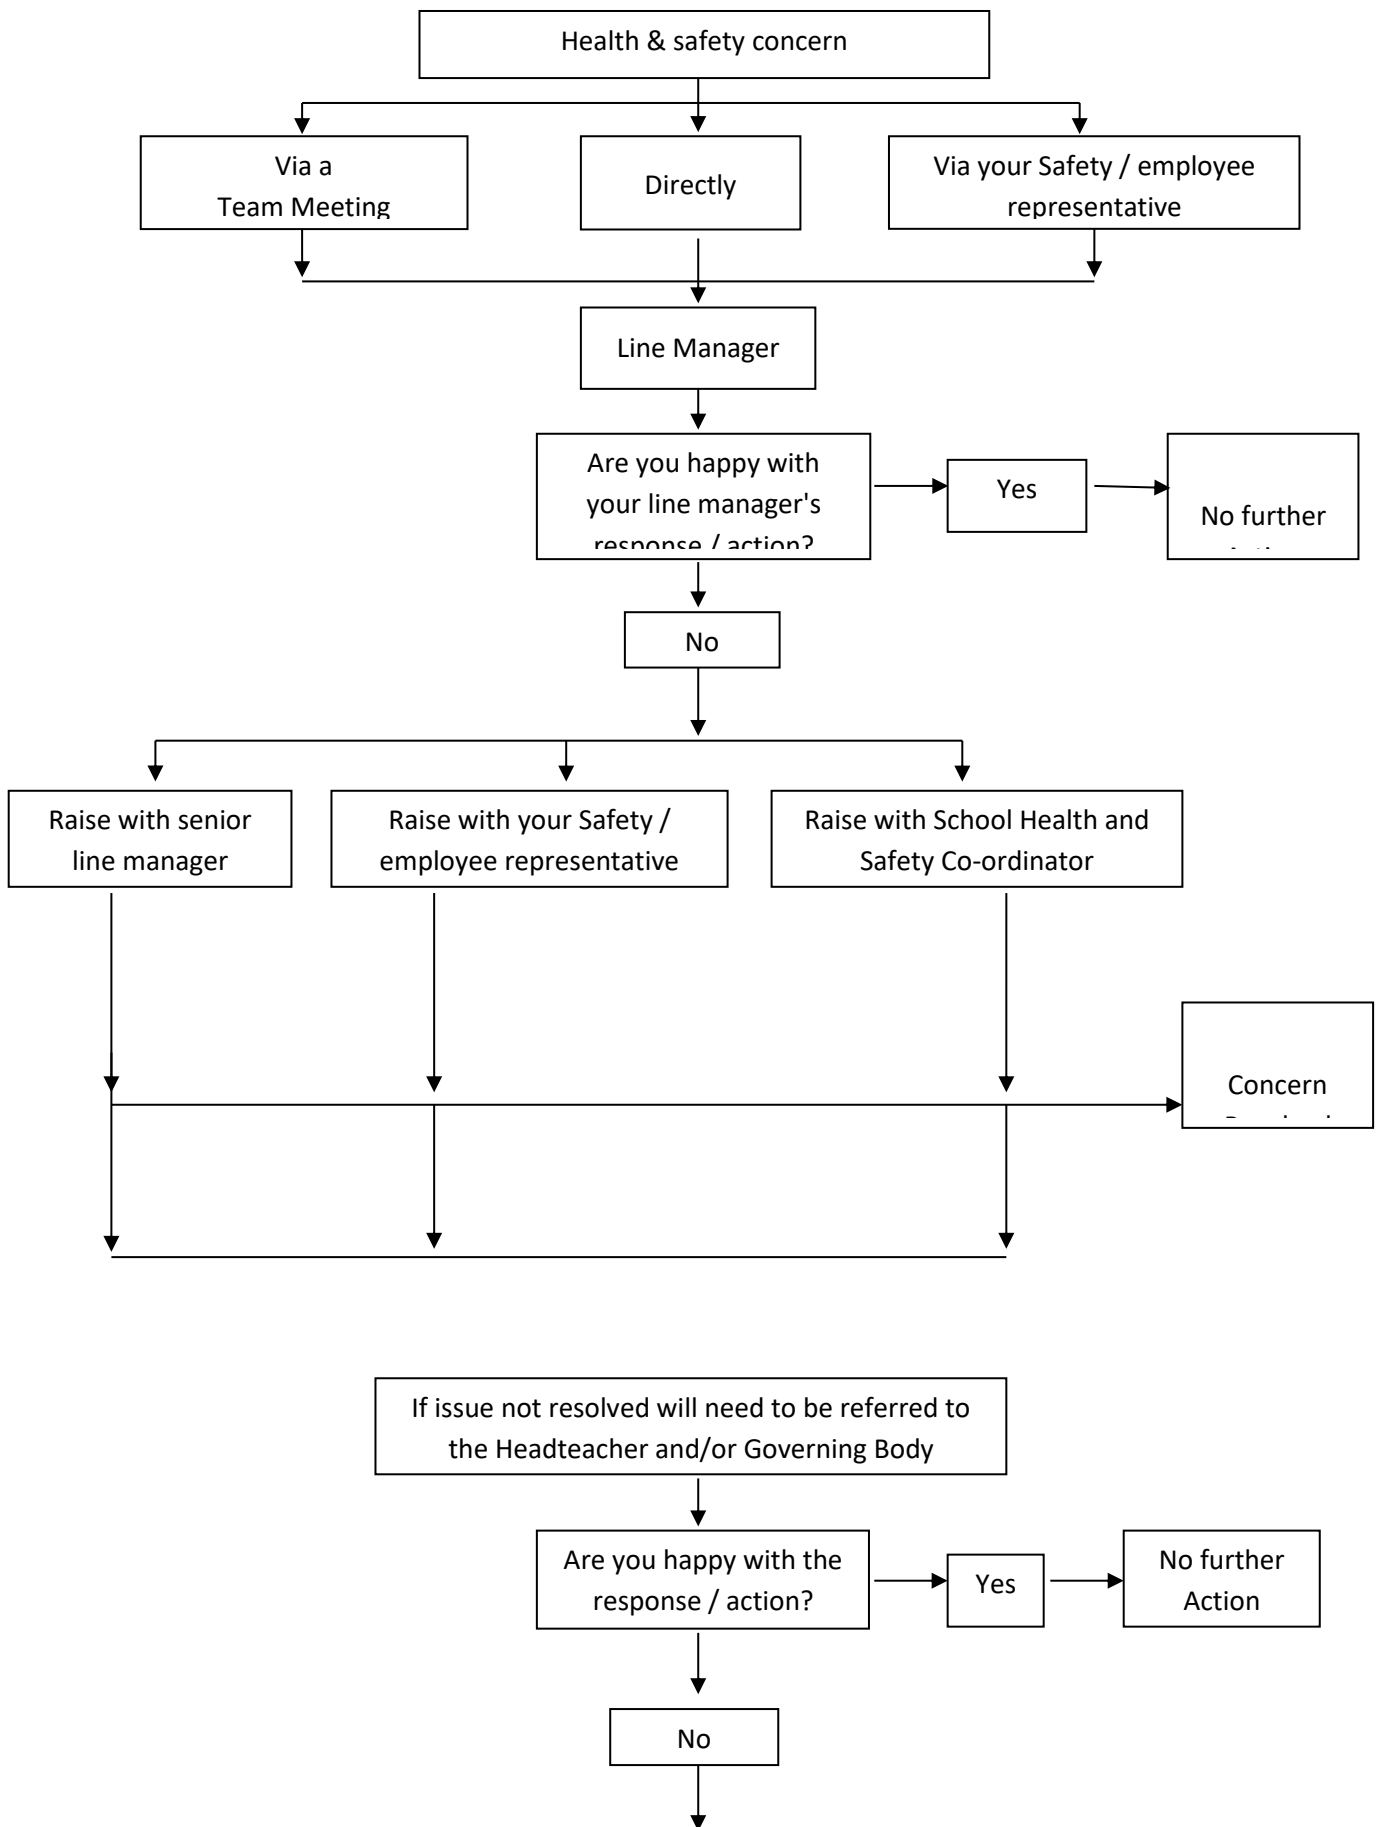 Health & safety concern
Via a
Team Meeting
Directly
Via your Safety / employee
representative
Line Manager
Are you happy with
your line manager's
response / action?
Yes
No further
No
Raise with senior
line manager
Raise with your Safety /
employee representative
Raise with School Health and
Safety Co-ordinator
Concern
If issue not resolved will need to be referred to
the Headteacher and/or Governing Body
Are you happy with the
response / action?
Yes
No further
Action
No